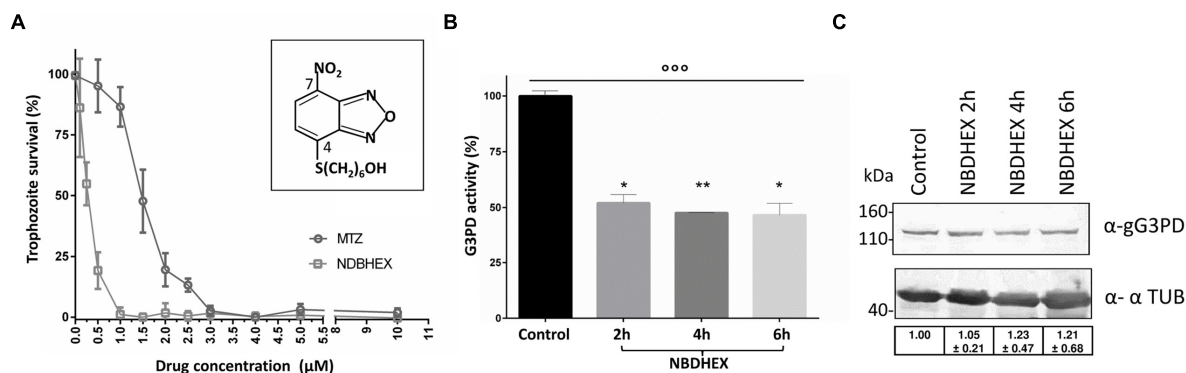 A
Trophozoite survival (%)
100
75
50
25
0
0.0 0.5 1.0 1.5 2.0 2.5 3.0 3.5 4.0 4.5 5.0 5 8 9 10 11
Drug concentration (µM)
NO₂
7
N
O
N
4
S(CH₂)₆OH
MTZ
NDBHEX
B
G3PD activity (%)
100
75
50
25
0
°°°
* ** *
Control 2h 4h 6h
NBDHEX
C
kDa
Control
NBDHEX 2h
NBDHEX 4h
NBDHEX 6h
160-
110-
α-gG3PD
40-
α- α TUB
1.00 1.05 1.23 1.21
± 0.21 ± 0.47 ± 0.68